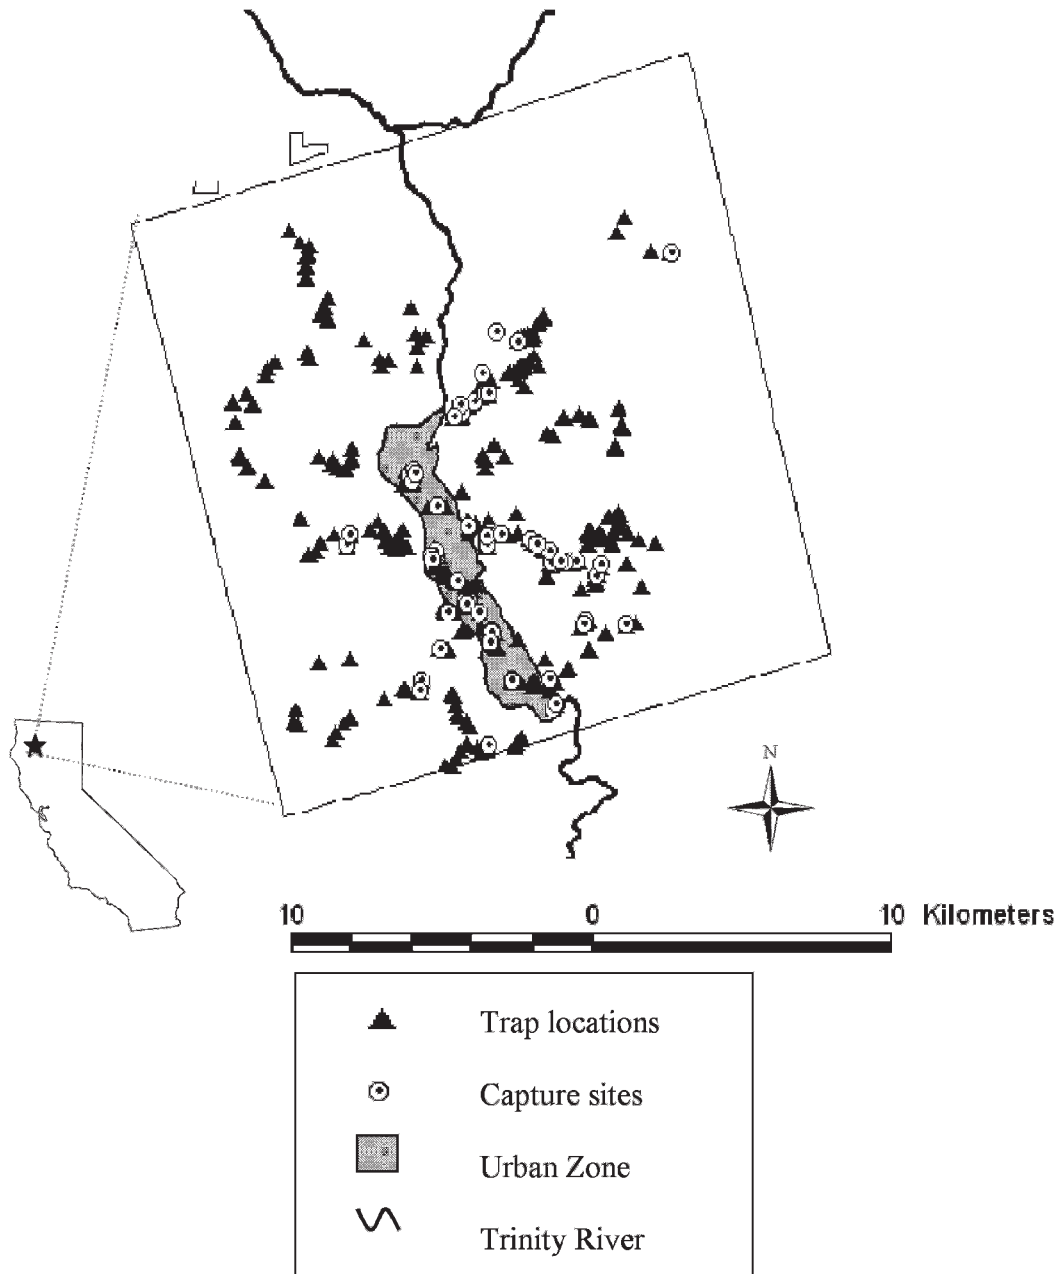 N
10 0 10 Kilometers
Trap locations
Capture sites
Urban Zone
Trinity River